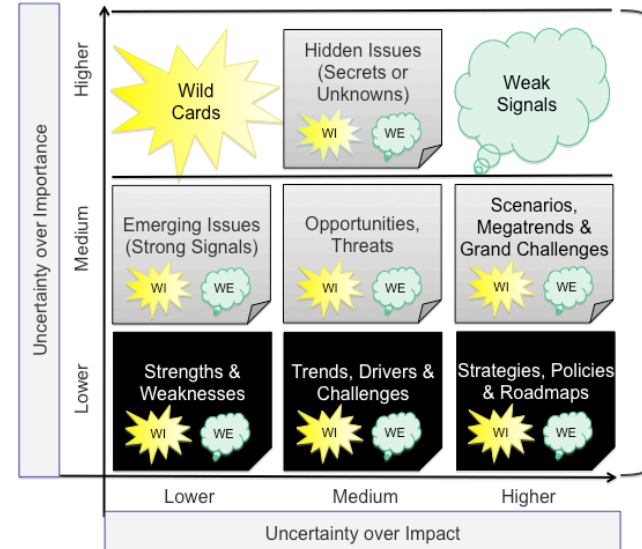 Uncertainty over Importance
Higher
Wild
Cards
Hidden Issues
(Secrets or
Unknowns)
WI
WE
Weak
Signals
Medium
Emerging Issues
(Strong Signals)
WI
WE
Opportunities,
Threats
WI
WE
Scenarios,
Megatrends &
Grand Challenges
WI
WE
Lower
Strengths &
Weaknesses
WI
WE
Trends, Drivers &
Challenges
WI
WE
Strategies, Policies
& Roadmaps
WI
WE
Lower
Medium
Higher
Uncertainty over Impact